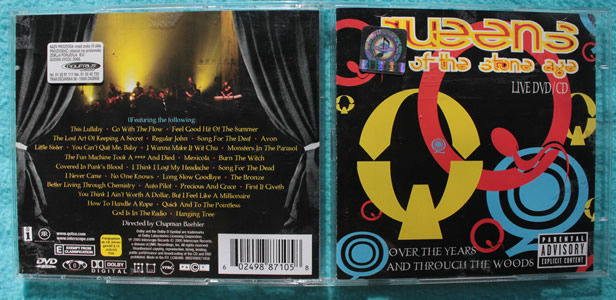 (Featuring the following:
This Lullaby • Go With The Flow • Feel Good Hit Of The Summer
The Lost Art Of Keeping A Secret • Regular John • Song For The Deaf • Avon
Little Sister • You Can't Quit Me, Baby • I Wanna Make It Wit Chu • Monsters In The Parasol
The Fun Machine Took A **** And Died • Mexicola • Burn The Witch
Covered In Punk's Blood • I Think I Lost My Headache • Song For The Dead
I Never Came • No One Knows • Long Slow Goodbye • The Bronze
Better Living Through Chemistry • Auto Pilot • Precious And Grace • First It Giveth
You Think I Ain't Worth A Dollar, But I Feel Like A Millionaire
How To Handle A Rope • Quick And To The Pointless
God Is In The Radio • Hanging Tree
Directed by Chapman Baehler
www.qotsa.com
www.interscope.com
DVD
DOLBY
DIGITAL
6 02498 87105 8
queens
of the stone age
LIVE DVD/CD
OVER THE YEARS
AND THROUGH THE WOODS
PARENTAL
ADVISORY
EXPLICIT CONTENT